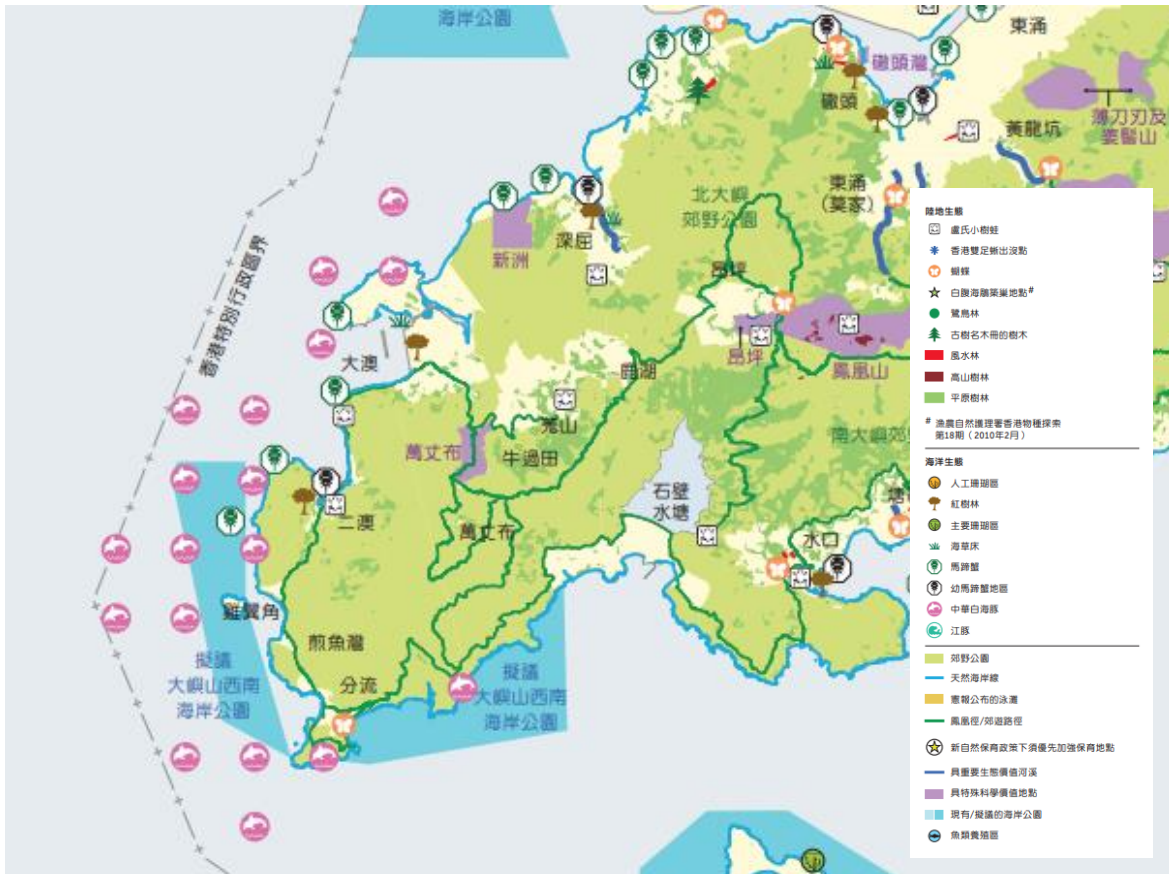 海岸公園
東涌
磡頭灣
磡頭
黃龍坑
薄刀刃及
婆髻山
北大嶼
郊野公園
東涌
(莫家)
深屈
新洲
昂坪
香港特別行政區界
大澳
昂坪
鳳凰山
鹿湖
羗山
萬丈布
牛過田
南大嶼郊野
石壁
水塘
二澳
萬丈布
水口
塘
雞翼角
煎魚灣
分流
擬議
大嶼山西南
海岸公園
擬議
大嶼山西南
海岸公園
陸地生態
盧氏小樹蛙
香港雙足蜥出沒點
蝴蝶
白腹海鵰築巢地點#
鷺鳥林
古樹名木冊的樹木
風水林
高山樹林
平原樹林
# 漁農自然護理署香港物種探索
第18期(2010年2月)
海洋生態
人工珊瑚區
紅樹林
主要珊瑚區
海草床
馬蹄蟹
幼馬蹄蟹地區
中華白海豚
江豚
郊野公園
天然海岸線
憲報公布的泳灘
鳳凰徑/郊遊路徑
新自然保育政策下須優先加強保育地點
具重要生態價值河溪
具特殊科學價值地點
現有/擬議的海岸公園
魚類養殖區